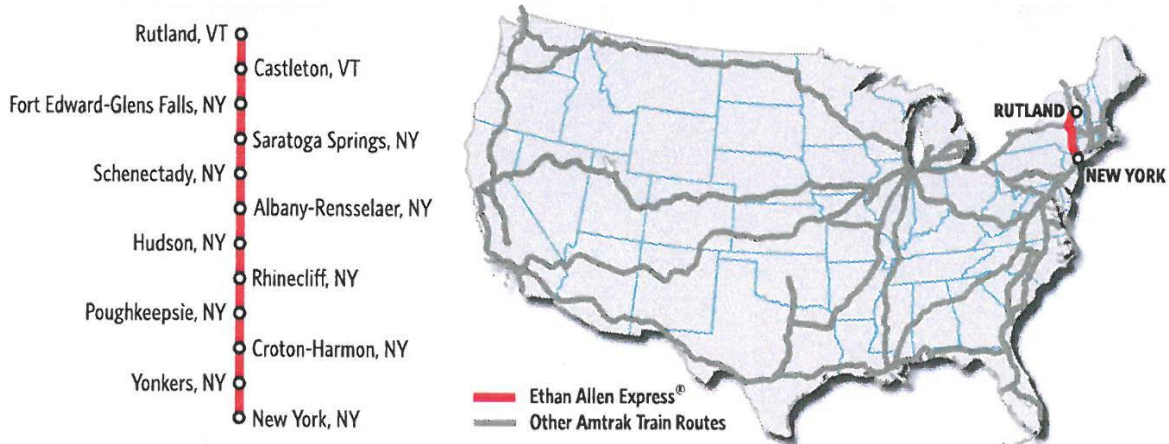 Rutland, VT
Castleton, VT
Fort Edward-Glens Falls, NY
Saratoga Springs, NY
Schenectady, NY
Albany-Rensselaer, NY
Hudson, NY
Rhinecliff, NY
Poughkeepsie, NY
Croton-Harmon, NY
Yonkers, NY
New York, NY
RUTLAND
NEW YORK
Ethan Allen Express®
Other Amtrak Train Routes